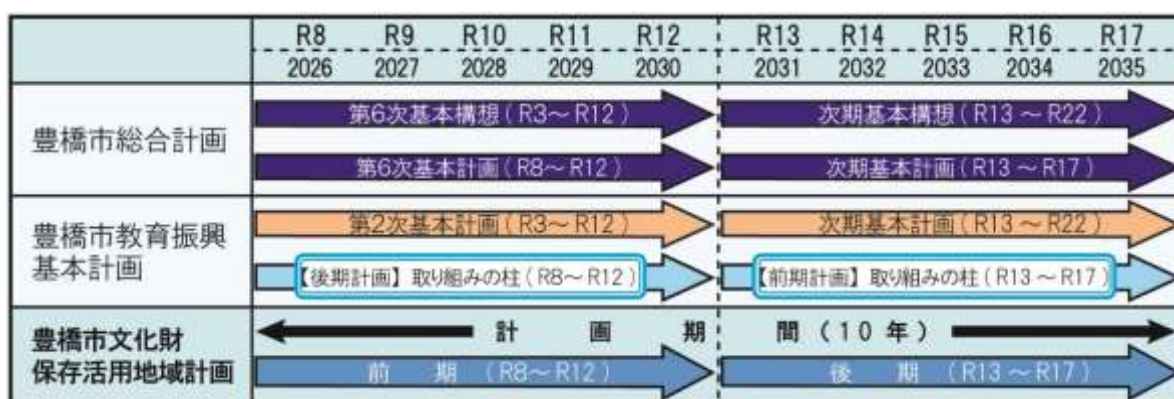 R8 R9 R10 R11 R12 R13 R14 R15 R16 R17
2026 2027 2028 2029 2030 2031 2032 2033 2034 2035
豊橋市総合計画
第6次基本構想(R3~R12) 次期基本構想(R13~R22)
第6次基本計画(R8~R12) 次期基本計画(R13~R17)
豊橋市教育振興
基本計画
第2次基本計画(R3~R12) 次期基本計画(R13~R22)
【後期計画】取り組みの柱(R8~R12) 【前期計画】取り組みの柱(R13~R17)
豊橋市文化財
保存活用地域計画
計画期間(10年)
前期(R8~R12) 後期(R13~R17)